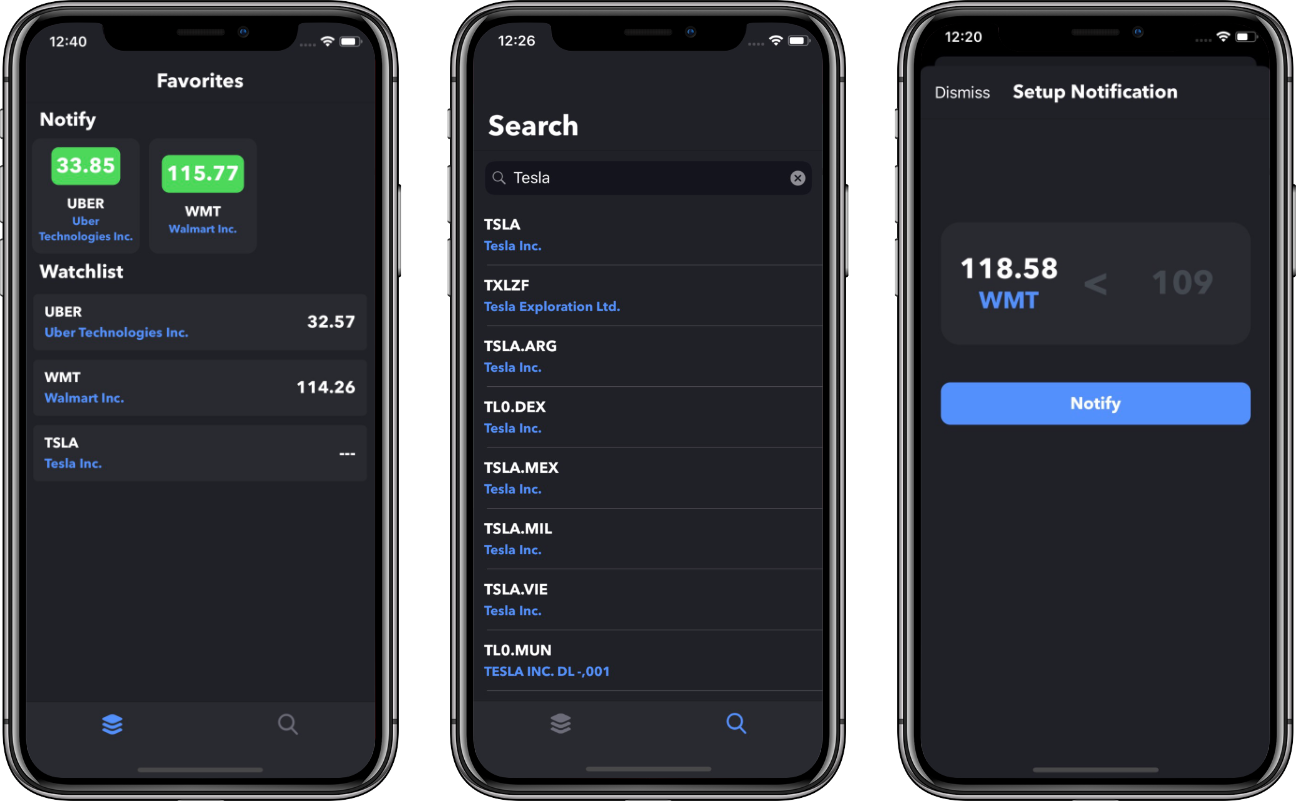 12:40
Favorites
Notify
33.85
UBER
Uber
Technologies Inc.
115.77
WMT
Walmart Inc.
Watchlist
UBER
Uber Technologies Inc.
32.57
WMT
Walmart Inc.
114.26
TSLA
Tesla Inc.
---
12:26
Search
Tesla
TSLA
Tesla Inc.
TXLZF
Tesla Exploration Ltd.
TSLA.ARG
Tesla Inc.
TL0.DEX
Tesla Inc.
TSLA.MEX
Tesla Inc.
TSLA.MIL
Tesla Inc.
TSLA.VIE
Tesla Inc.
TL0.MUN
TESLA INC. DL -,001
12:20
Dismiss
Setup Notification
118.58
WMT
<
109
Notify